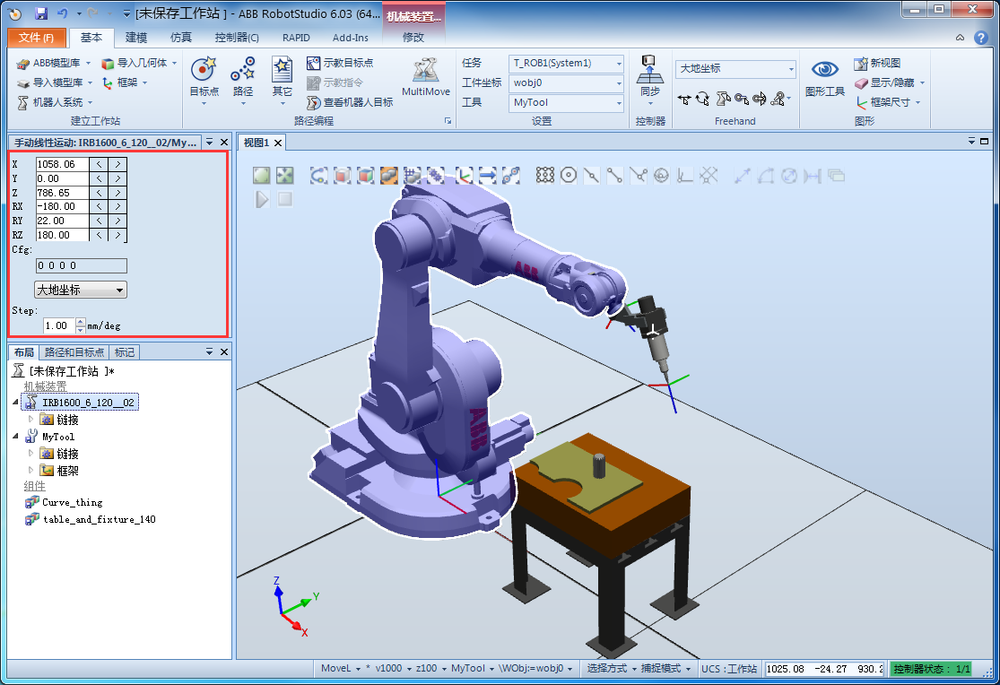 [未保存工作站 ] - ABB RobotStudio 6.03 (64...
机械装置...
文件(F) 基本 建模 仿真 控制器(C) RAPID Add-Ins 修改
ABB模型库 导入几何体
导入模型库 框架
机器人系统
建立工作站
目标点 路径 其它
示教目标点
示教指令
查看机器人目标
MultiMove
路径编程
任务 T_ROB1(System1)
工件坐标 wobj0
工具 MyTool
设置
同步
控制器
大地坐标
Freehand
图形工具
新视图
显示/隐藏
框架尺寸
图形
手动线性运动: IRB1600_6_120__02/My...
X 1058.06 < >
Y 0.00 < >
Z 786.65 < >
RX -180.00 < >
RY 22.00 < >
RZ 180.00 < >
Cfg:
0 0 0 0
大地坐标
Step:
1.00 mm/deg
布局 路径和目标点 标记
[未保存工作站 ]*
机械装置
IRB1600_6_120__02
链接
MyTool
链接
框架
组件
Curve_thing
table_and_fixture_140
视图1
ABB
ABB
Z
Y
X
MoveL * v1000 z100 MyTool \WObj:=wobj0 选择方式 捕捉模式 UCS : 工作站 1025.08 -24.27 930.2 控制器状态： 1/1